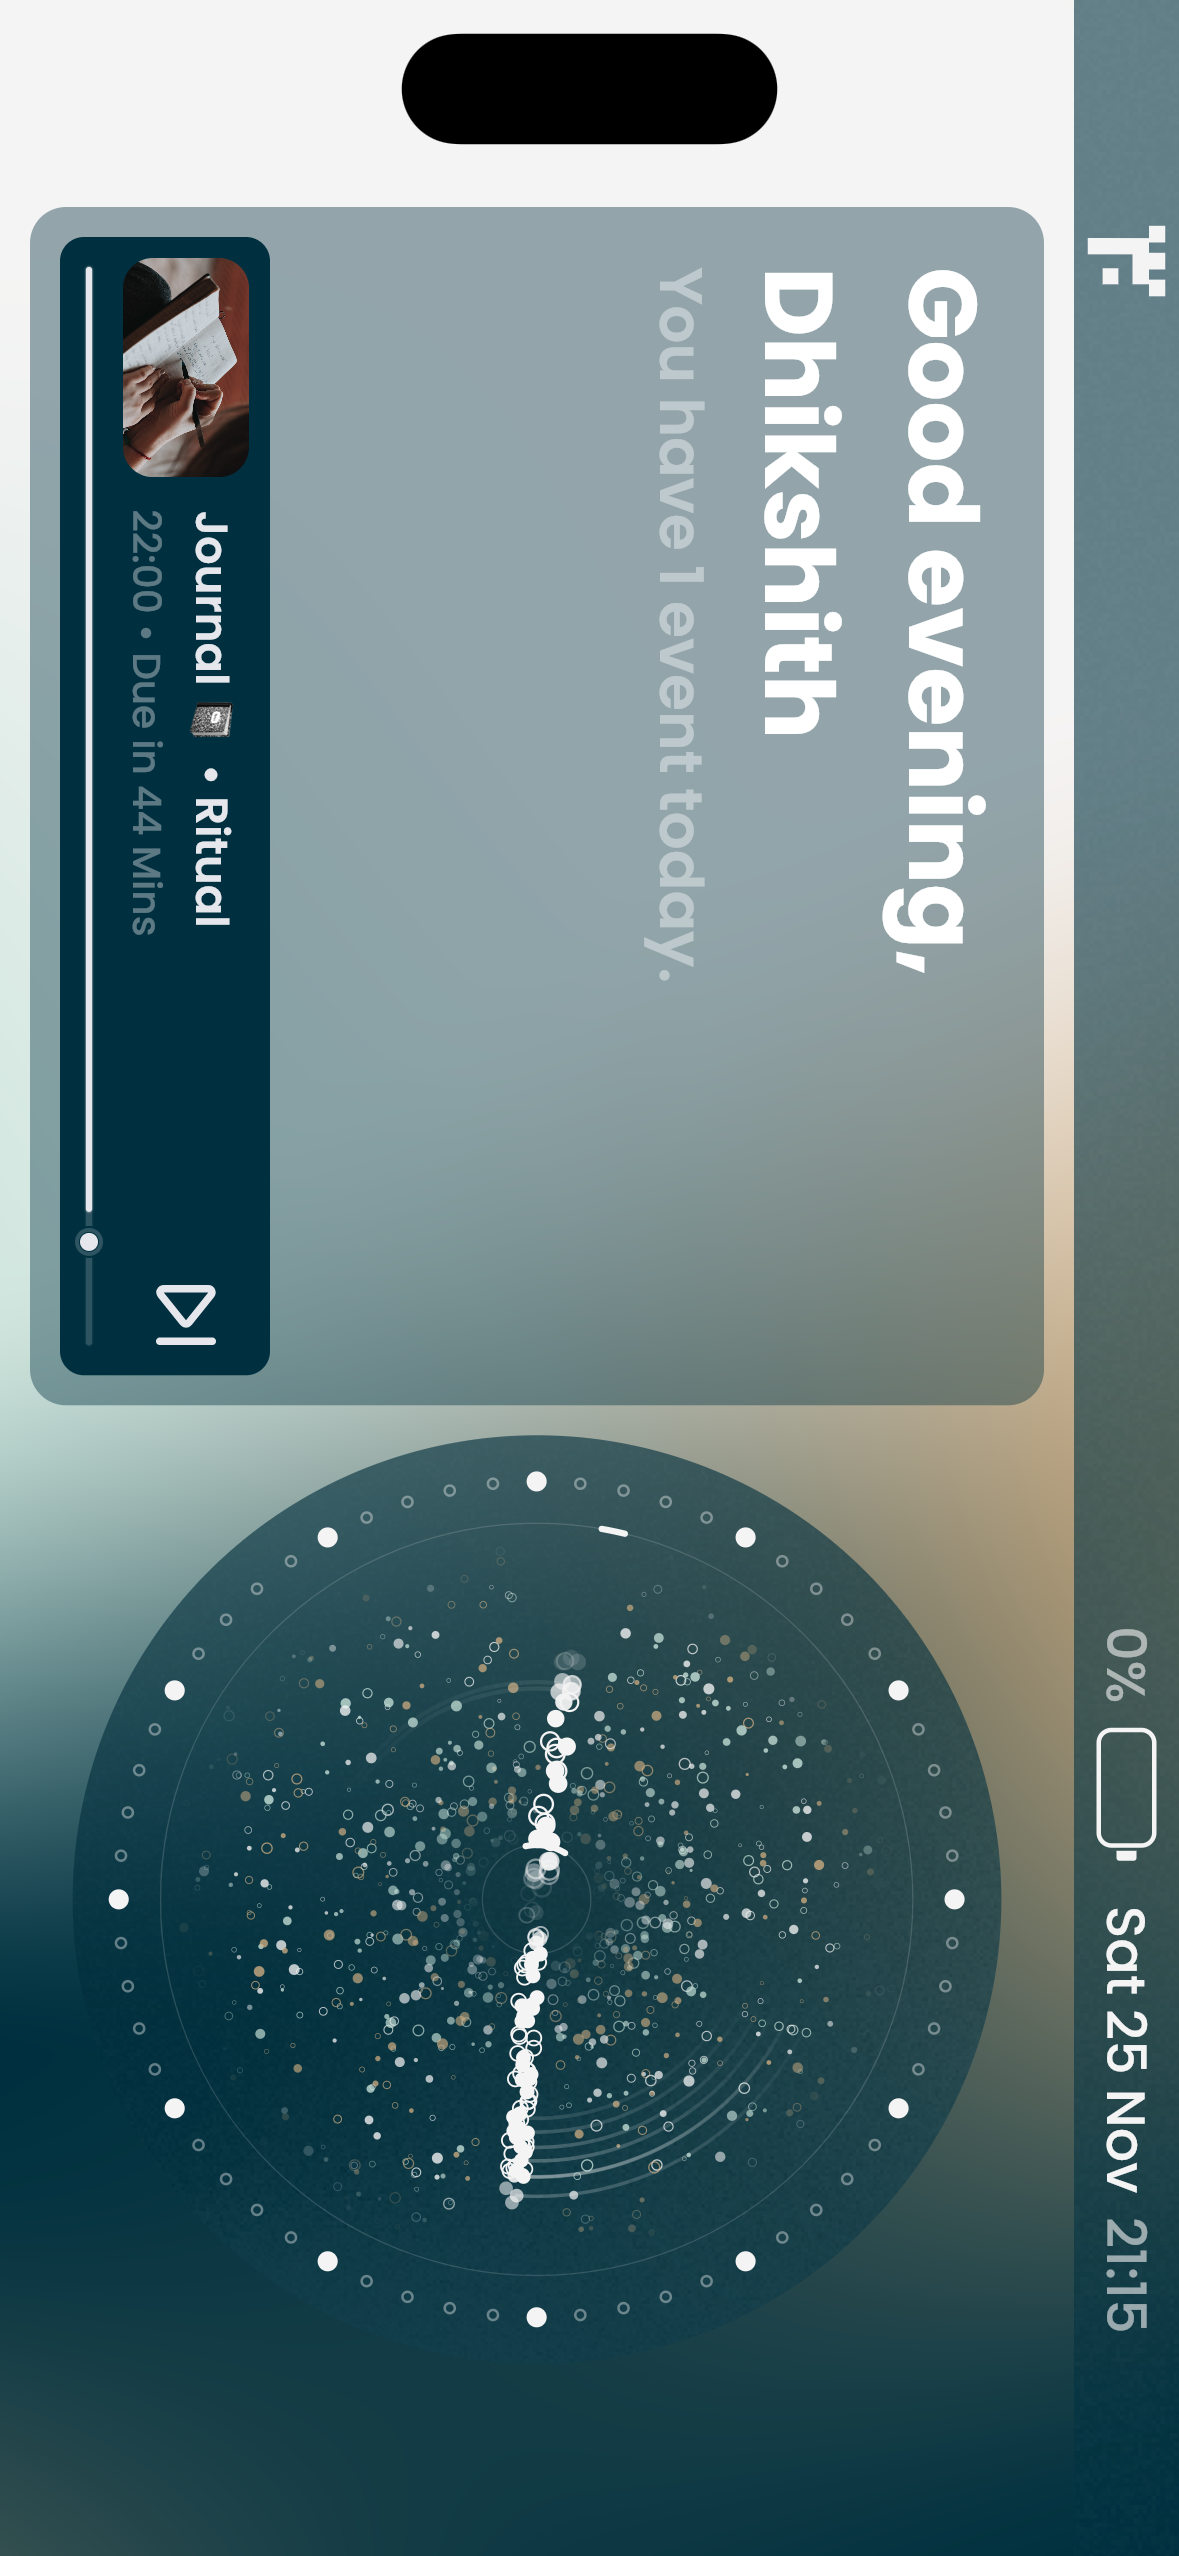 0% Sat 25 Nov 21:15
Good evening,
Dhikshith
You have 1 event today.
Journal • Ritual
22:00 • Due in 44 Mins